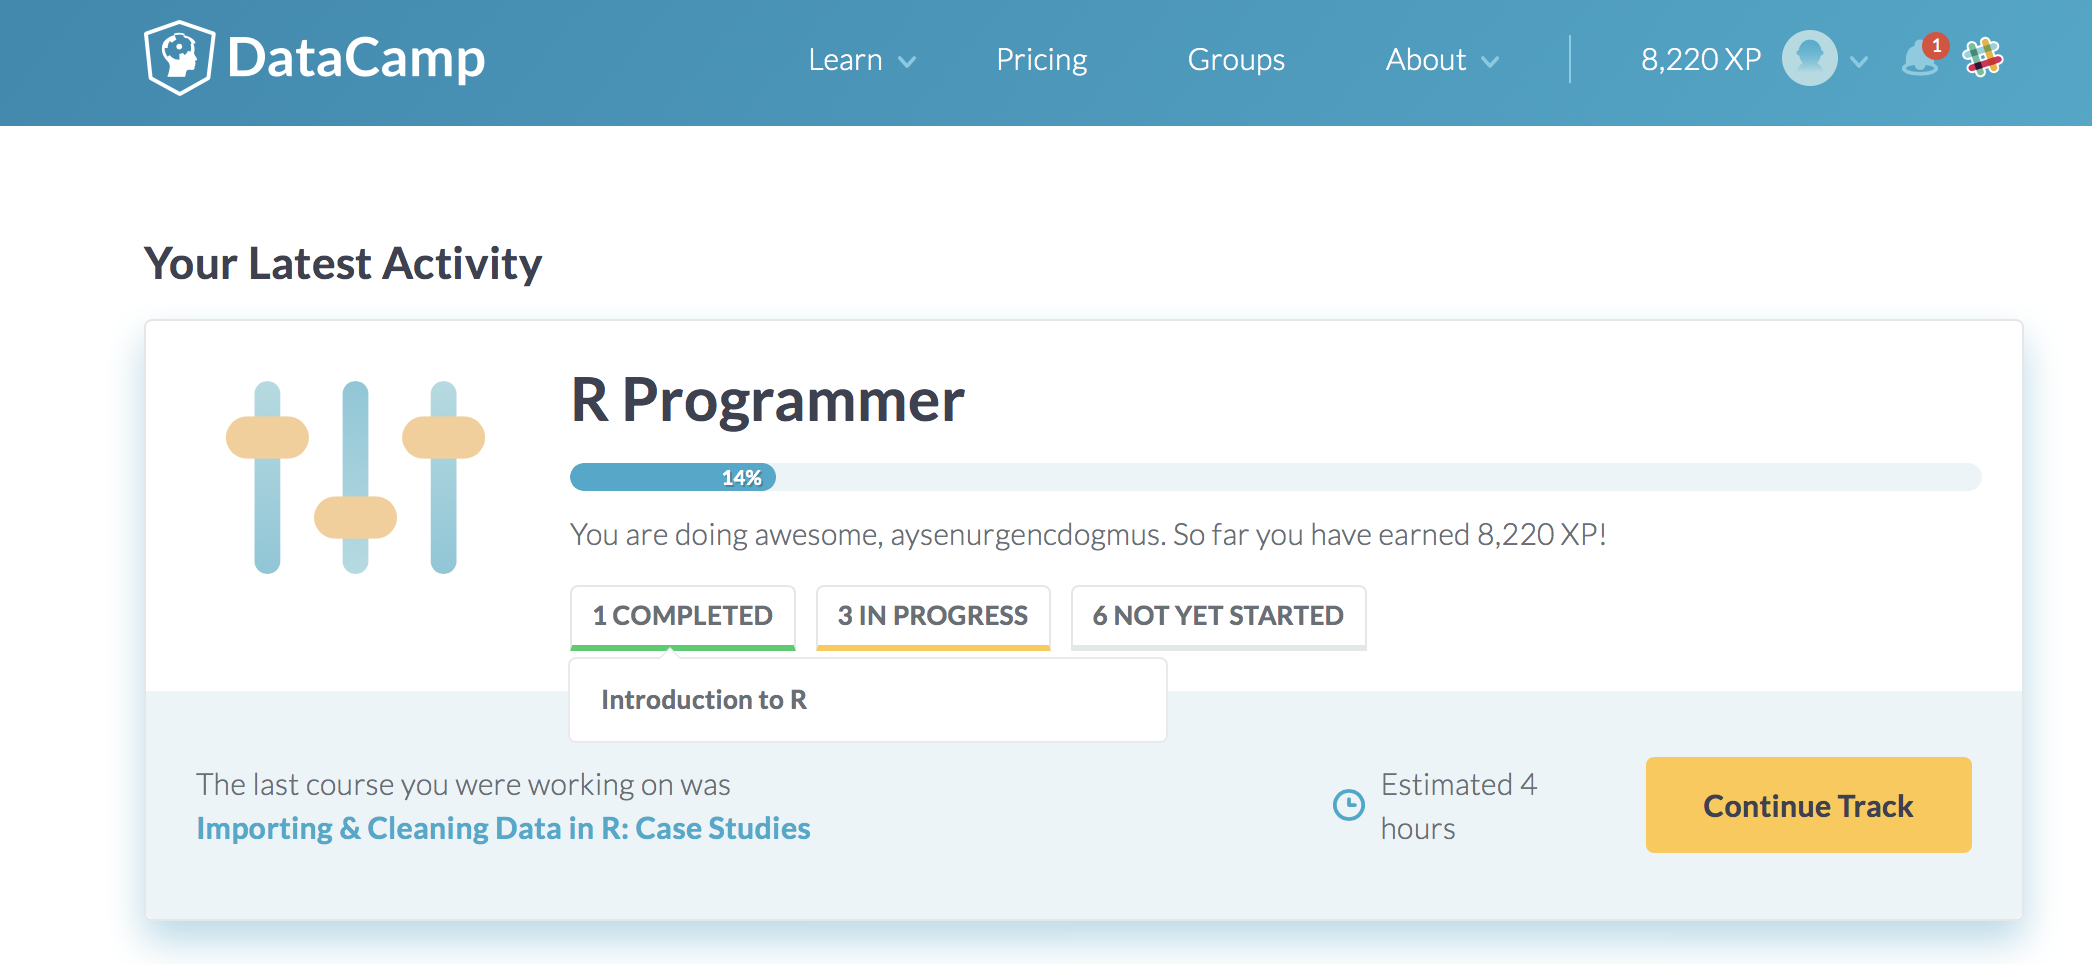 DataCamp
Learn
Pricing
Groups
About
8,220 XP
1
Your Latest Activity
R Programmer
14%
You are doing awesome, aysenurgencdogmus. So far you have earned 8,220 XP!
1 COMPLETED
3 IN PROGRESS
6 NOT YET STARTED
Introduction to R
The last course you were working on was
Importing & Cleaning Data in R: Case Studies
Estimated 4
hours
Continue Track